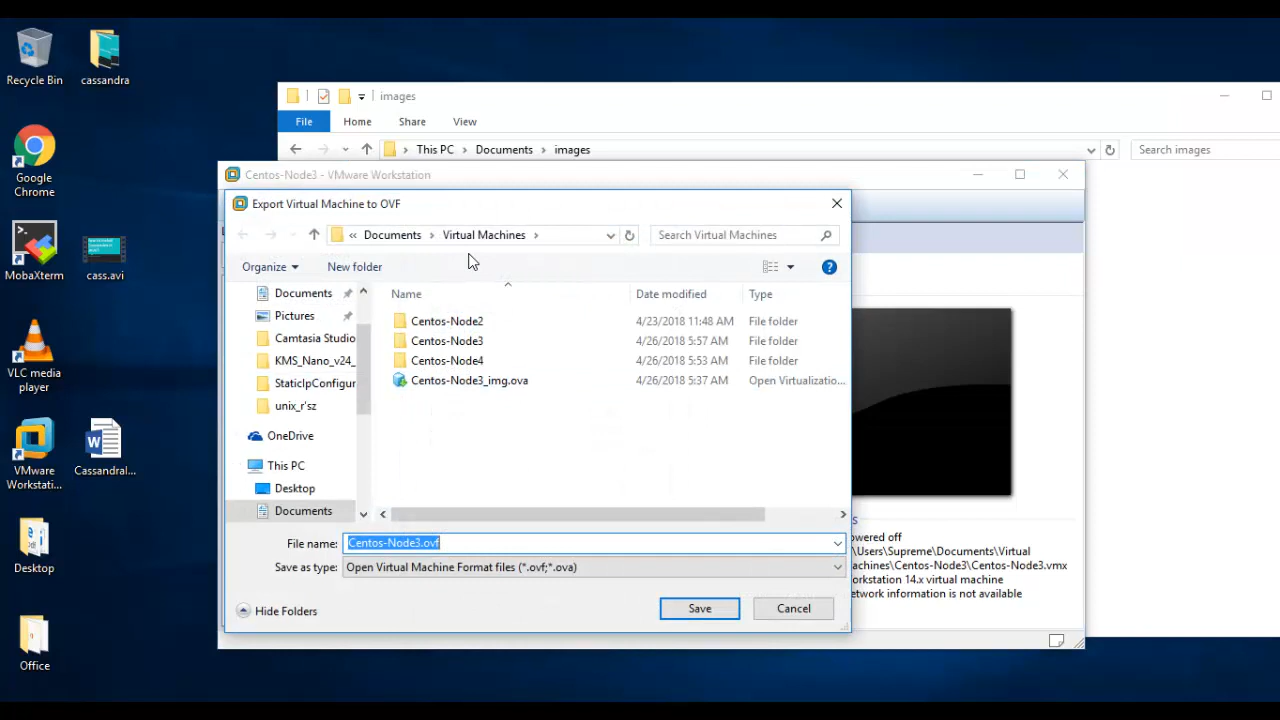 Recycle Bin
cassandra
Google
Chrome
MobaXterm
cass.avi
VLC media
player
VMware
Workstati...
Cassandral...
Desktop
Office
images
File
Home
Share
View
This PC
Documents
images
Search images
Centos-Node3 - VMware Workstation
Export Virtual Machine to OVF
«
Documents
Virtual Machines
Search Virtual Machines
Organize
New folder
Documents
Pictures
Camtasia Studio
KMS_Nano_v24_
StaticIpConfigur
unix_r'sz
OneDrive
This PC
Desktop
Documents
Name
Date modified
Type
Centos-Node2 4/23/2018 11:48 AM File folder
Centos-Node3 4/26/2018 5:57 AM File folder
Centos-Node4 4/26/2018 5:53 AM File folder
Centos-Node3_img.ova 4/26/2018 5:37 AM Open Virtualizatio...
File name: Centos-Node3.ovf
Save as type: Open Virtual Machine Format files (*.ovf;*.ova)
Hide Folders
Save
Cancel
s
owered off
\Users\Supreme\Documents\Virtual
achines\Centos-Node3\Centos-Node3.vmx
orkstation 14.x virtual machine
etwork information is not available